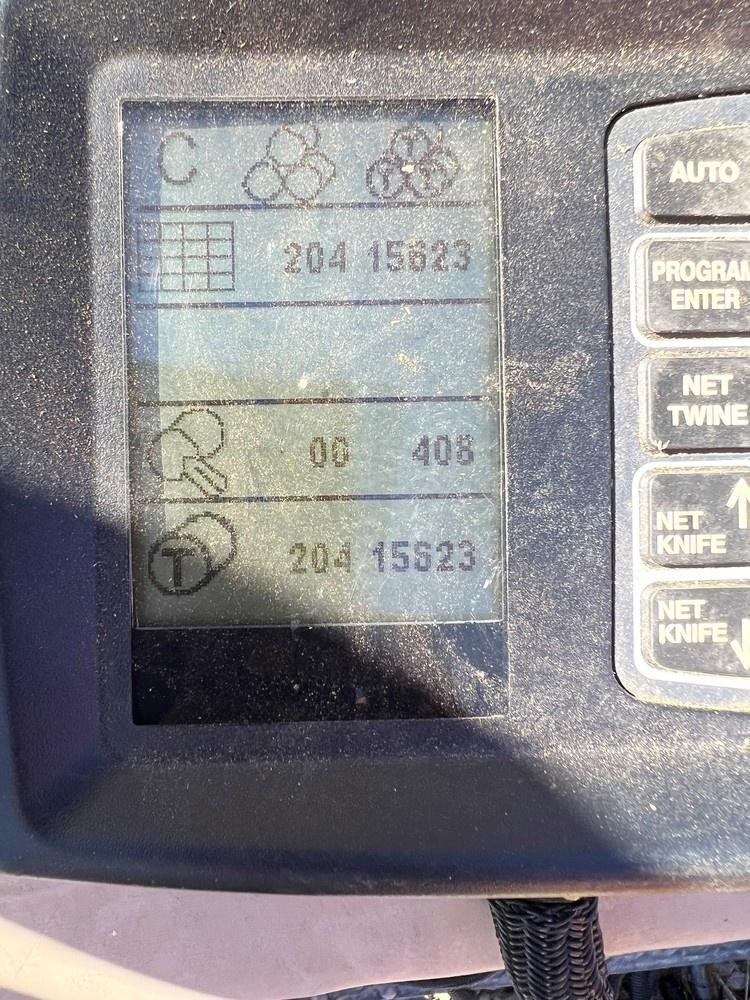 C
204 15623
00 408
T 204 15623
AUTO
PROGRAM
ENTER
NET
TWINE
NET
KNIFE
NET
KNIFE